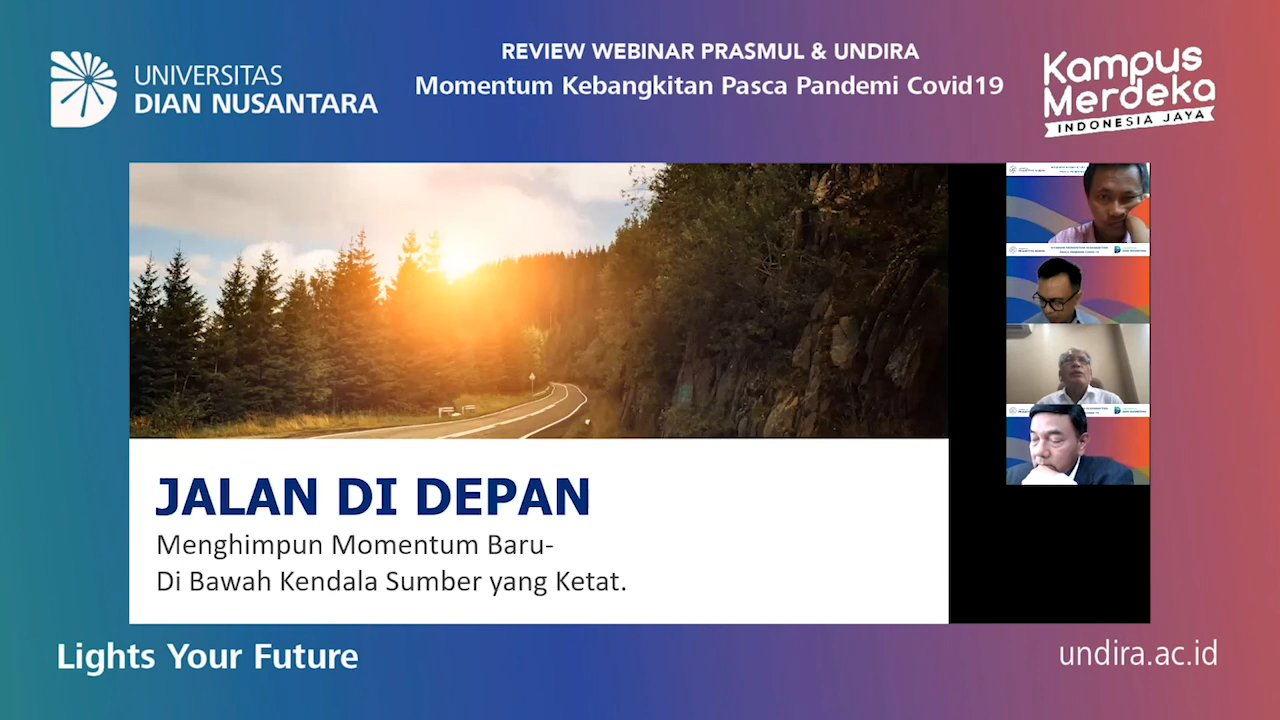 UNIVERSITAS
DIAN NUSANTARA
REVIEW WEBINAR PRASMUL & UNDIRA
Momentum Kebangkitan Pasca Pandemi Covid19
Kampus
Merdeka
INDONESIA JAYA
JALAN DI DEPAN
Menghimpun Momentum Baru-
Di Bawah Kendala Sumber yang Ketat.
Lights Your Future
undira.ac.id